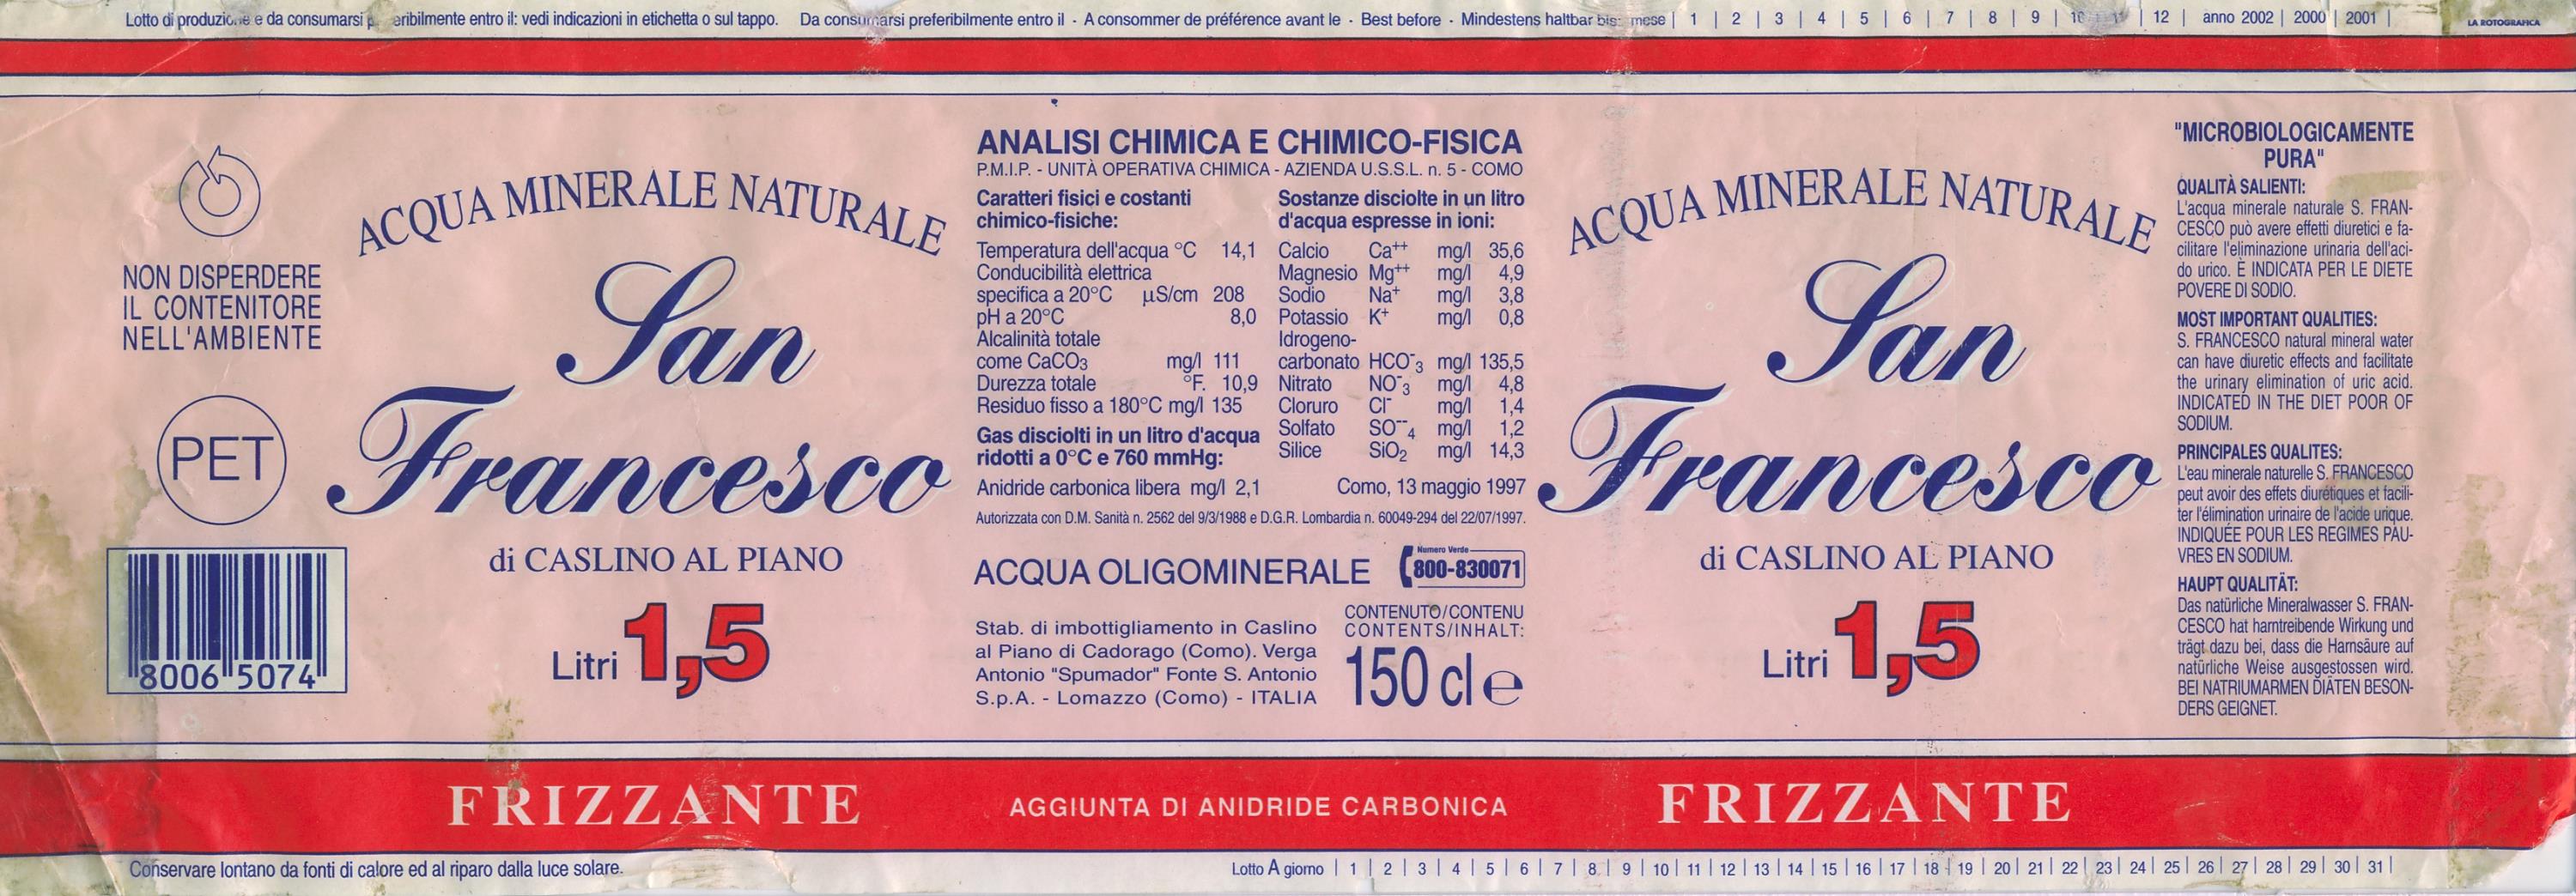 Lotto di produzione e da consumarsi preferibilmente entro il: vedi indicazioni in etichetta o sul tappo. Da consumarsi preferibilmente entro il - A consommer de préférence avant le - Best before - Mindestens haltbar bis: mese | 1 | 2 | 3 | 4 | 5 | 6 | 7 | 8 | 9 | 10 | 11 | 12 | anno 2002 | 2000 | 2001 |
LA ROTOGRAFICA
NON DISPERDERE
IL CONTENITORE
NELL'AMBIENTE
PET
8006 5074
ACQUA MINERALE NATURALE
San
Francesco
di CASLINO AL PIANO
Litri 1,5
ANALISI CHIMICA E CHIMICO-FISICA
P.M.I.P. - UNITÀ OPERATIVA CHIMICA - AZIENDA U.S.S.L. n. 5 - COMO
Caratteri fisici e costanti
chimico-fisiche:
Temperatura dell'acqua °C 14,1
Conducibilità elettrica
specifica a 20°C µS/cm 208
pH a 20°C 8,0
Alcalinità totale
come CaCO3 mg/l 111
Durezza totale °F. 10,9
Residuo fisso a 180°C mg/l 135
Gas disciolti in un litro d'acqua
ridotti a 0°C e 760 mmHg:
Anidride carbonica libera mg/l 2,1
Sostanze disciolte in un litro
d'acqua espresse in ioni:
Calcio Ca++ mg/l 35,6
Magnesio Mg++ mg/l 4,9
Sodio Na+ mg/l 3,8
Potassio K+ mg/l 0,8
Idrogeno-
carbonato HCO-3 mg/l 135,5
Nitrato NO-3 mg/l 4,8
Cloruro Cl- mg/l 1,4
Solfato SO--4 mg/l 1,2
Silice SiO2 mg/l 14,3
Como, 13 maggio 1997
Autorizzata con D.M. Sanità n. 2562 del 9/3/1988 e D.G.R. Lombardia n. 60049-294 del 22/07/1997.
ACQUA OLIGOMINERALE
Numero Verde
800-830071
Stab. di imbottigliamento in Caslino
al Piano di Cadorago (Como). Verga
Antonio "Spumador" Fonte S. Antonio
S.p.A. - Lomazzo (Como) - ITALIA
CONTENUTO/CONTENU
CONTENTS/INHALT:
150 cl e
ACQUA MINERALE NATURALE
San
Francesco
di CASLINO AL PIANO
Litri 1,5
"MICROBIOLOGICAMENTE
PURA"
QUALITÀ SALIENTI:
L'acqua minerale naturale S. FRAN-
CESCO può avere effetti diuretici e fa-
cilitare l'eliminazione urinaria dell'aci-
do urico. È INDICATA PER LE DIETE
POVERE DI SODIO.
MOST IMPORTANT QUALITIES:
S. FRANCESCO natural mineral water
can have diuretic effects and facilitate
the urinary elimination of uric acid.
INDICATED IN THE DIET POOR OF
SODIUM.
PRINCIPALES QUALITES:
L'eau minerale naturelle S. FRANCESCO
peut avoir des effets diurétiques et facili-
ter l'élimination urinaire de l'acide urique.
INDIQUÉE POUR LES REGIMES PAU-
VRES EN SODIUM.
HAUPT QUALITÄT:
Das natürliche Mineralwasser S. FRAN-
CESCO hat harntreibende Wirkung und
trägt dazu bei, dass die Harnsäure auf
natürliche Weise ausgestossen wird.
BEI NATRIUMARMEN DIÄTEN BESON-
DERS GEIGNET.
FRIZZANTE
AGGIUNTA DI ANIDRIDE CARBONICA
FRIZZANTE
Conservare lontano da fonti di calore ed al riparo dalla luce solare.
Lotto A giorno | 1 | 2 | 3 | 4 | 5 | 6 | 7 | 8 | 9 | 10 | 11 | 12 | 13 | 14 | 15 | 16 | 17 | 18 | 19 | 20 | 21 | 22 | 23 | 24 | 25 | 26 | 27 | 28 | 29 | 30 | 31 |